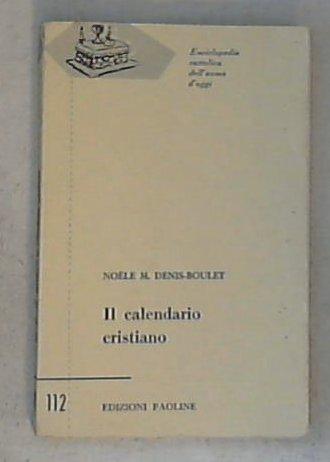 Enciclopedia
cattolica
dell'uomo
d'oggi
NOËLE M. DENIS-BOULET
Il calendario
cristiano
112
EDIZIONI PAOLINE